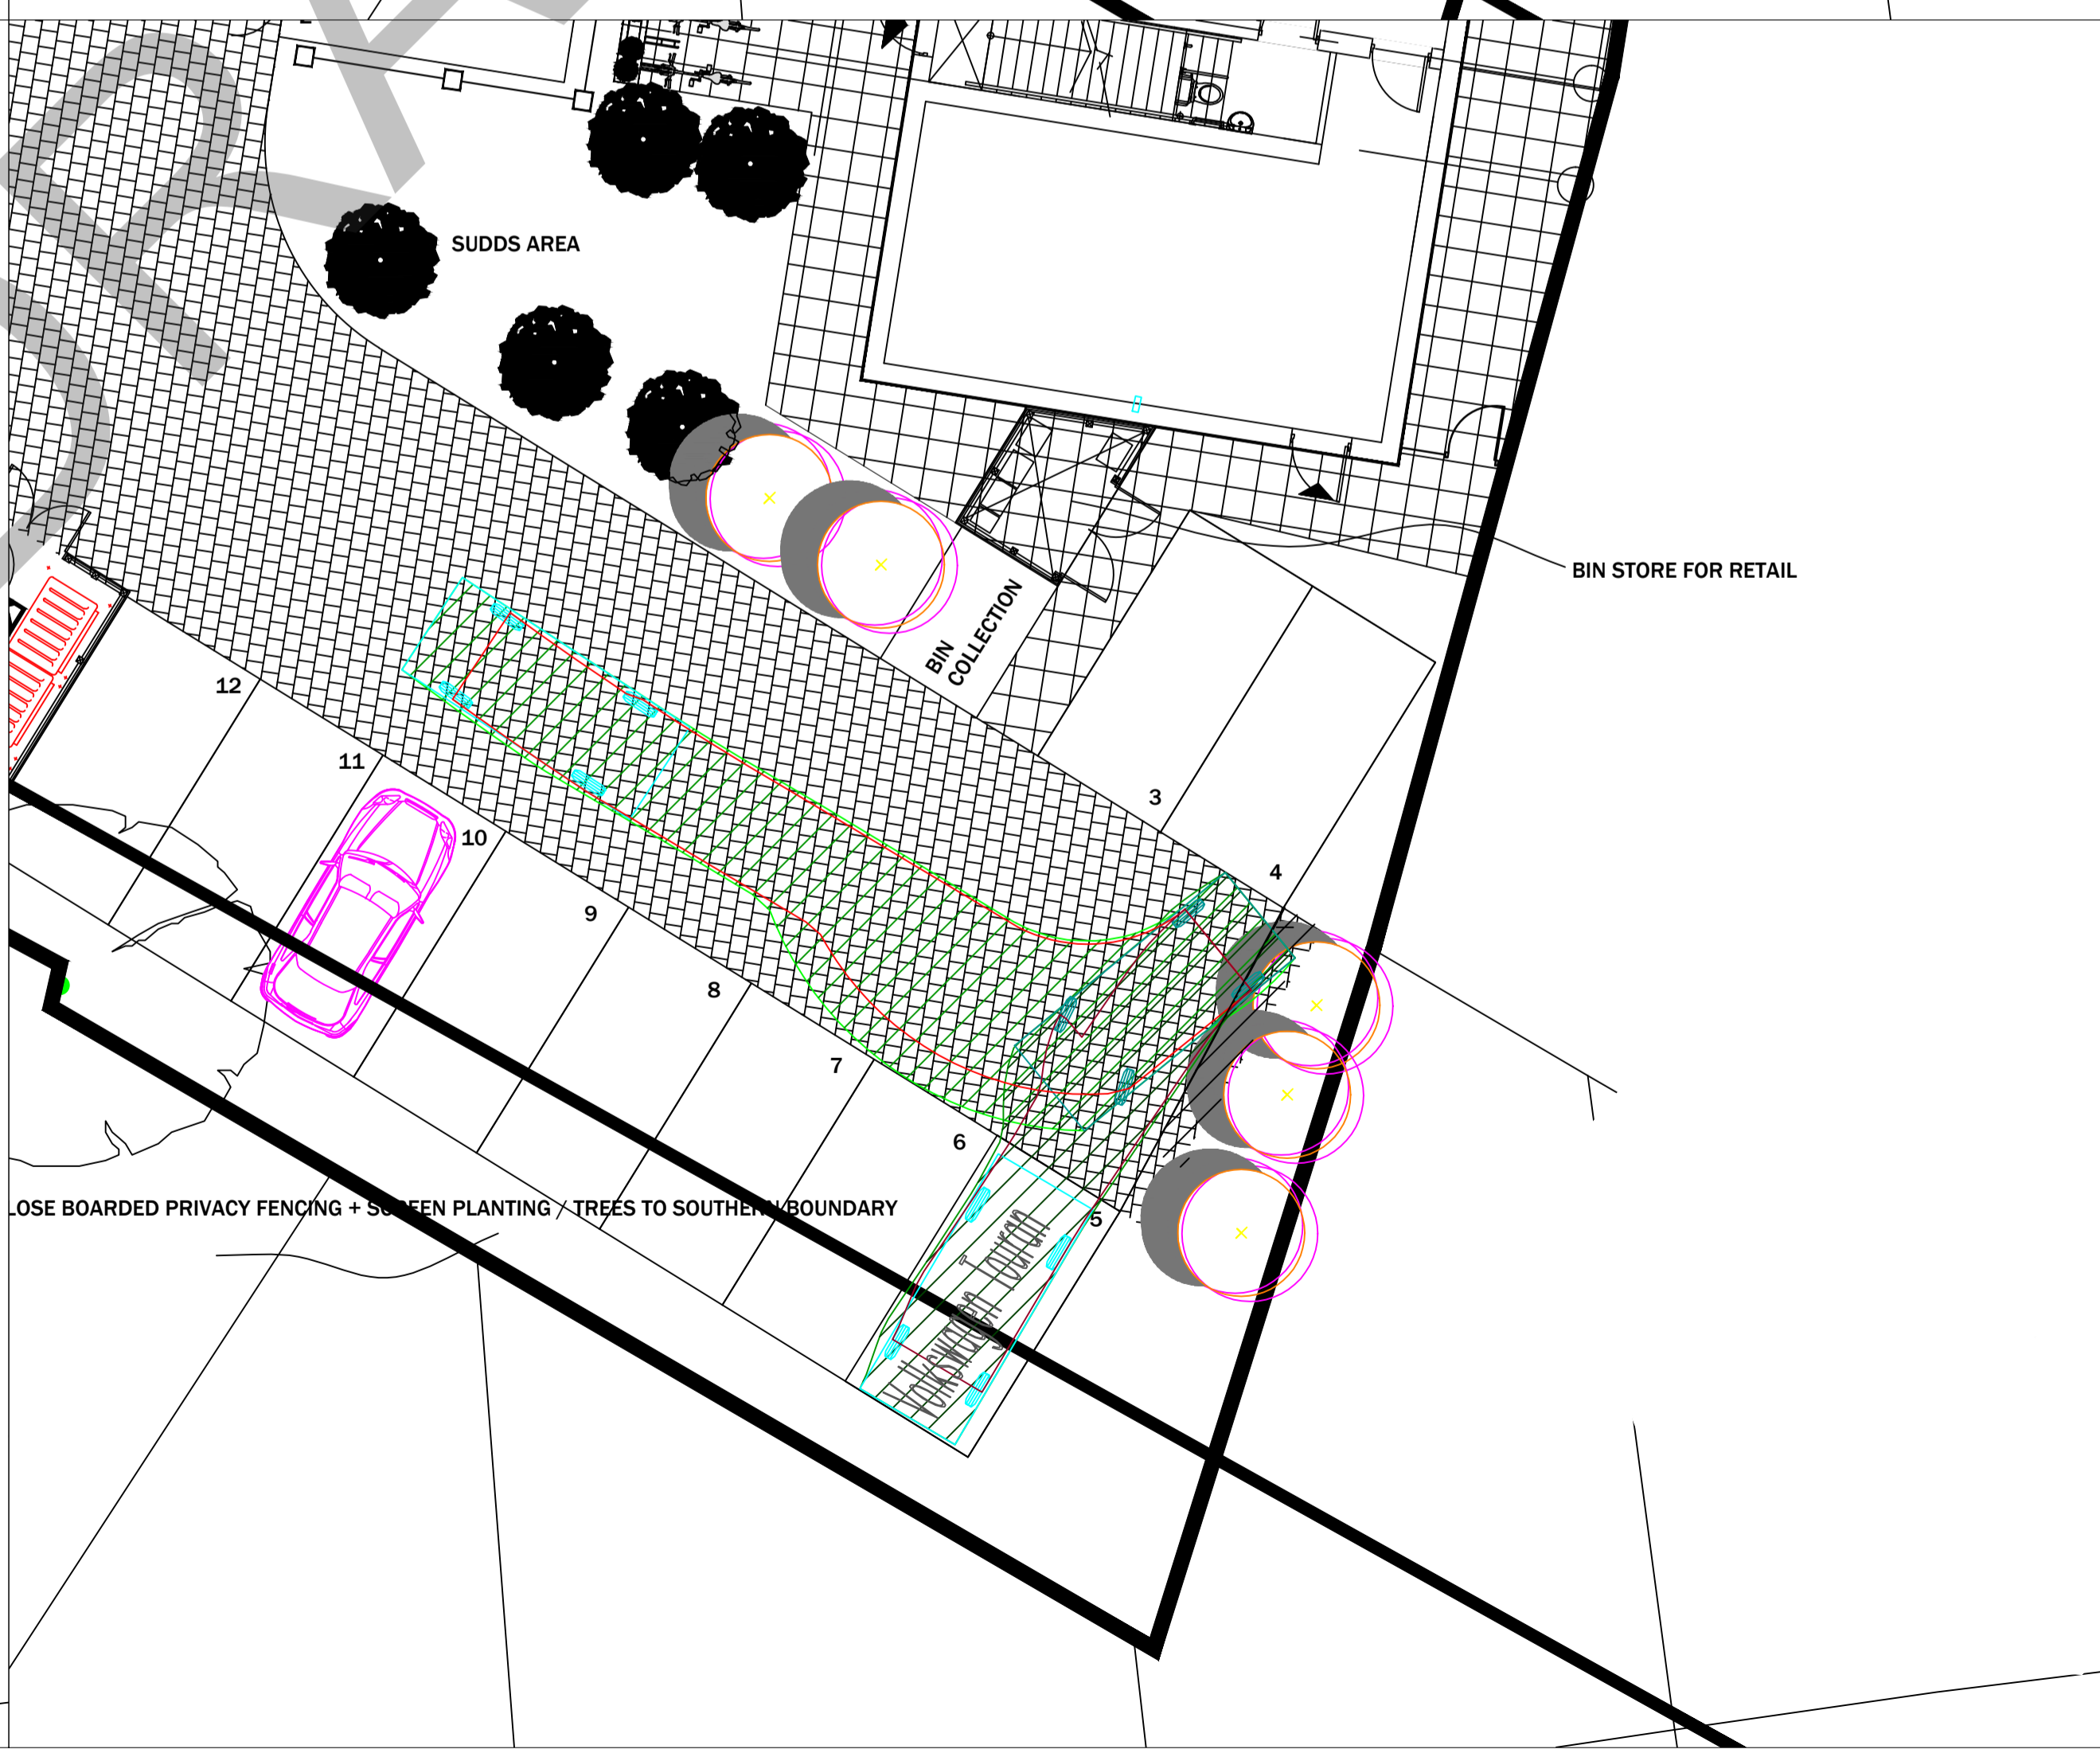 SUDDS AREA
BIN STORE FOR RETAIL
BIN
COLLECTION
12
11
10
9
8
7
6
5
3
4
LOSE BOARDED PRIVACY FENCING + SCREEN PLANTING / TREES TO SOUTHERN BOUNDARY
Volkswagen Touran